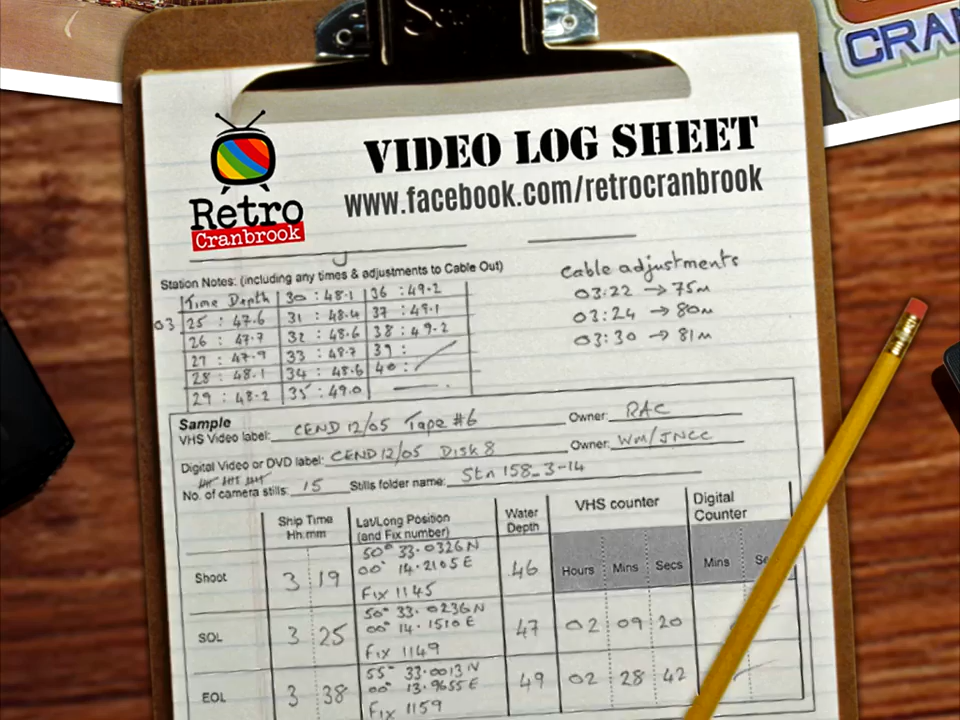 CRAN
VIDEO LOG SHEET
www.facebook.com/retrocranbrook
Retro
Cranbrook
Station Notes: (including any times & adjustments to Cable Out)
Cable adjustments
03:22 → 75m
03:24 → 80m
03:30 → 81m
Time Depth 30 : 48.1 36 : 49.2
03 25 : 47.6 31 : 48.4 37 : 49.1
26 : 47.7 32 : 48.6 38 : 49.2
27 : 47.9 33 : 48.7 39 :
28 : 48.1 34 : 48.6 40 :
29 : 48.2 35 : 49.0
Sample
VHS Video label: CEND 12/05 Tape #6 Owner: RAC
Digital Video or DVD label: CEND 12/05 Disk 8 Owner: WM/JNCC
No. of camera stills: 15 Stills folder name: Stn 158_3-14
Ship Time Hh:mm
Lat/Long Position (and Fix number)
Water Depth
VHS counter
Digital Counter
Hours Mins Secs Mins
Shoot 3 19 50° 33.0326 N
00° 14.2105 E 46
Fix 1145
SOL 3 25 50° 33.0236 N
00° 14.1510 E 47 02 09 20
Fix 1149
EOL 3 38 55° 33.0013 N
00° 13.9655 E 49 02 28 42
Fix 1159